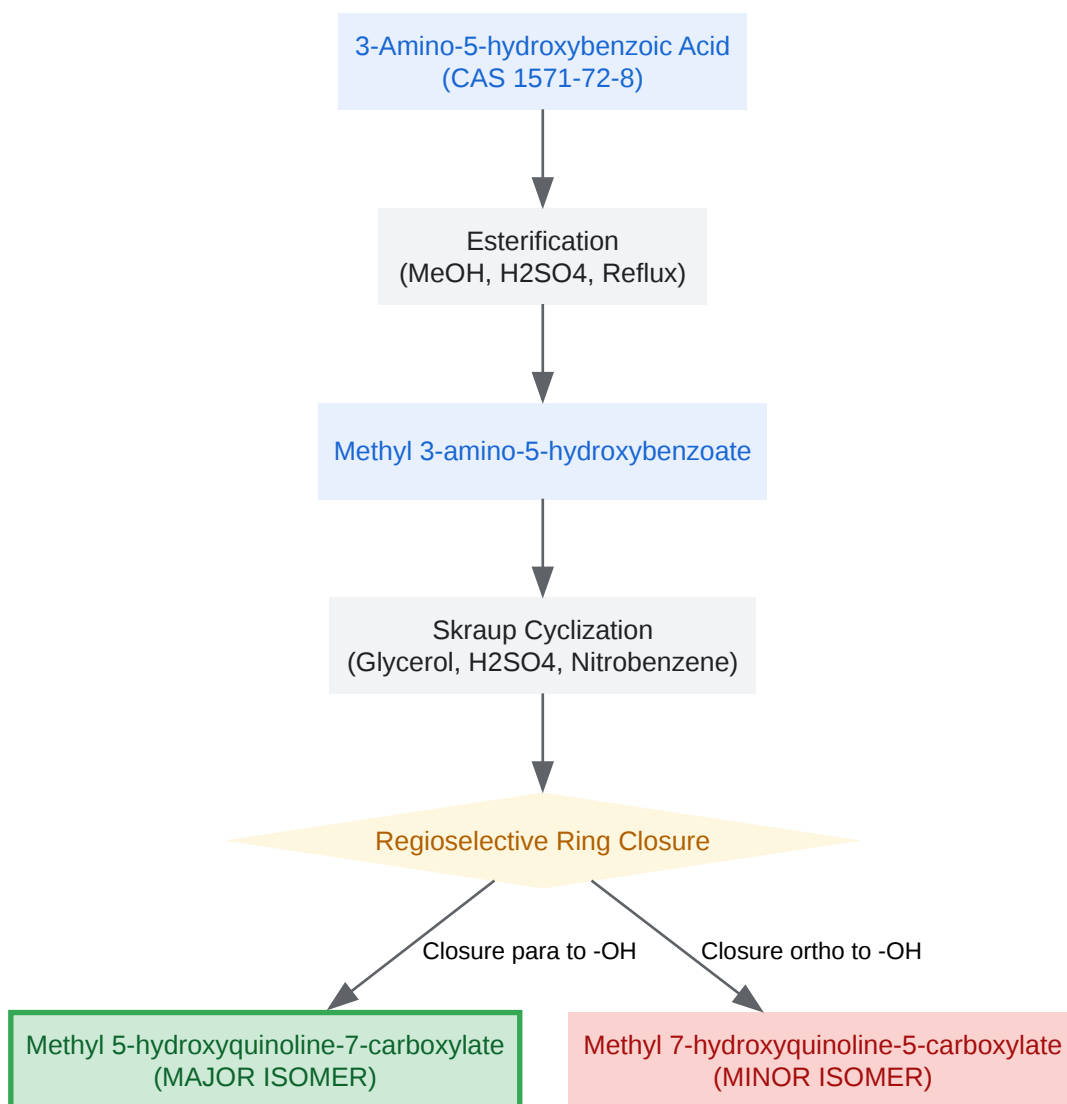 3-Amino-5-hydroxybenzoic Acid
(CAS 1571-72-8)
Esterification
(MeOH, H2SO4, Reflux)
Methyl 3-amino-5-hydroxybenzoate
Skraup Cyclization
(Glycerol, H2SO4, Nitrobenzene)
Regioselective Ring Closure
Closure para to -OH
Closure ortho to -OH
Methyl 5-hydroxyquinoline-7-carboxylate
(MAJOR ISOMER)
Methyl 7-hydroxyquinoline-5-carboxylate
(MINOR ISOMER)